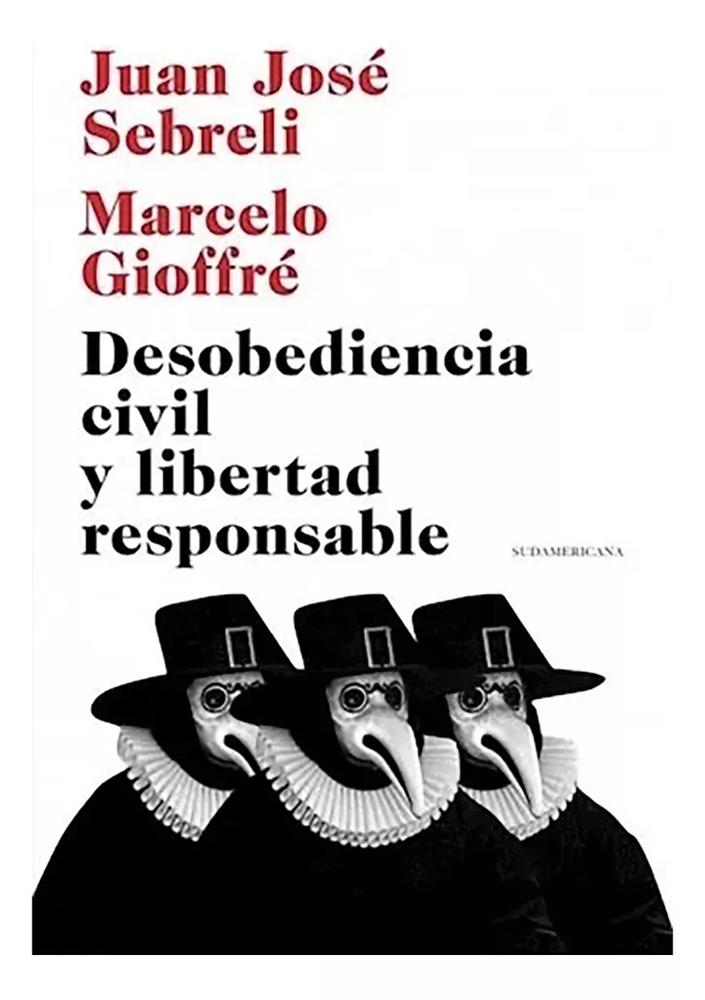 Juan José
Sebreli
Marcelo
Gioffré
Desobediencia
civil
y libertad
responsable
SUDAMERICANA